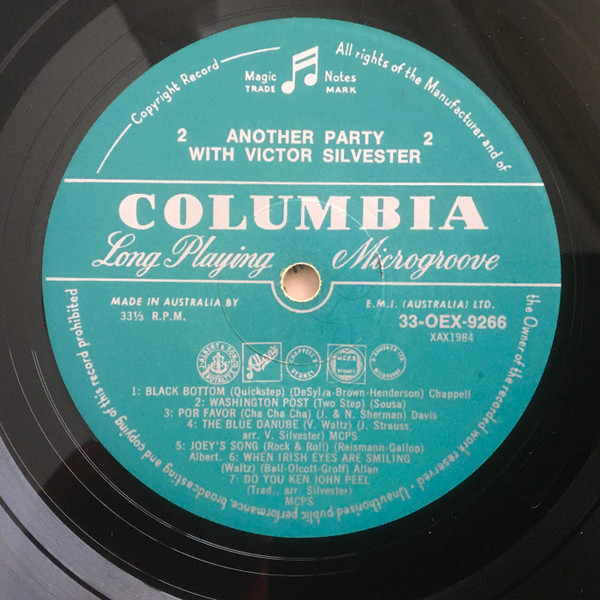 Copyright Record
Magic Notes
TRADE MARK
All rights of the Manufacturer and of
the Owner of the recorded work reserved - Unauthorised public performance, broadcasting and copying of this record prohibited
2 ANOTHER PARTY 2
WITH VICTOR SILVESTER
COLUMBIA
Long Playing Microgroove
MADE IN AUSTRALIA BY E.M.I. (AUSTRALIA) LTD.
33⅓ R.P.M. 33-OEX-9266
XAX1984
1: BLACK BOTTOM (Quickstep) (DeSylva-Brown-Henderson) Chappell
2: WASHINGTON POST (Two Step) (Sousa)
3: POR FAVOR (Cha Cha Cha) (J. & N. Sherman) Davis
4: THE BLUE DANUBE (V. Waltz) (J. Strauss.
arr. V. Silvester) MCPS
5: JOEY'S SONG (Rock & Roll) (Reismann-Gallop)
Albert. 6: WHEN IRISH EYES ARE SMILING
(Waltz) (Ball-Olcott-Groff) Allan
7: DO YOU KEN JOHN PEEL
(Trad., arr. Silvester)
MCPS